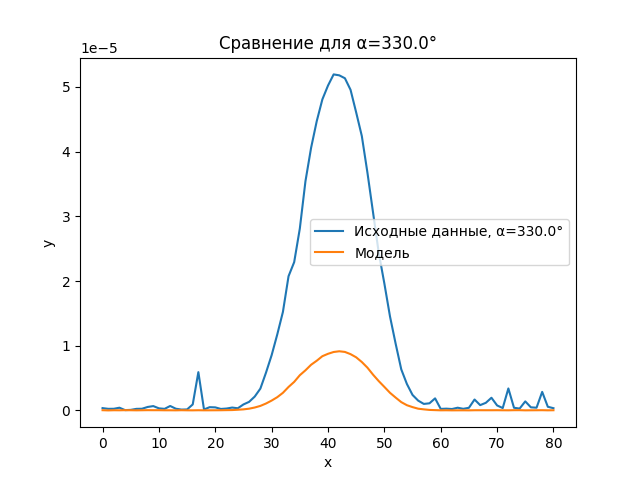 Сравнение для α=330.0°
1e−5
5
4
3
2
1
0
y
Исходные данные, α=330.0°
Модель
0 10 20 30 40 50 60 70 80
x